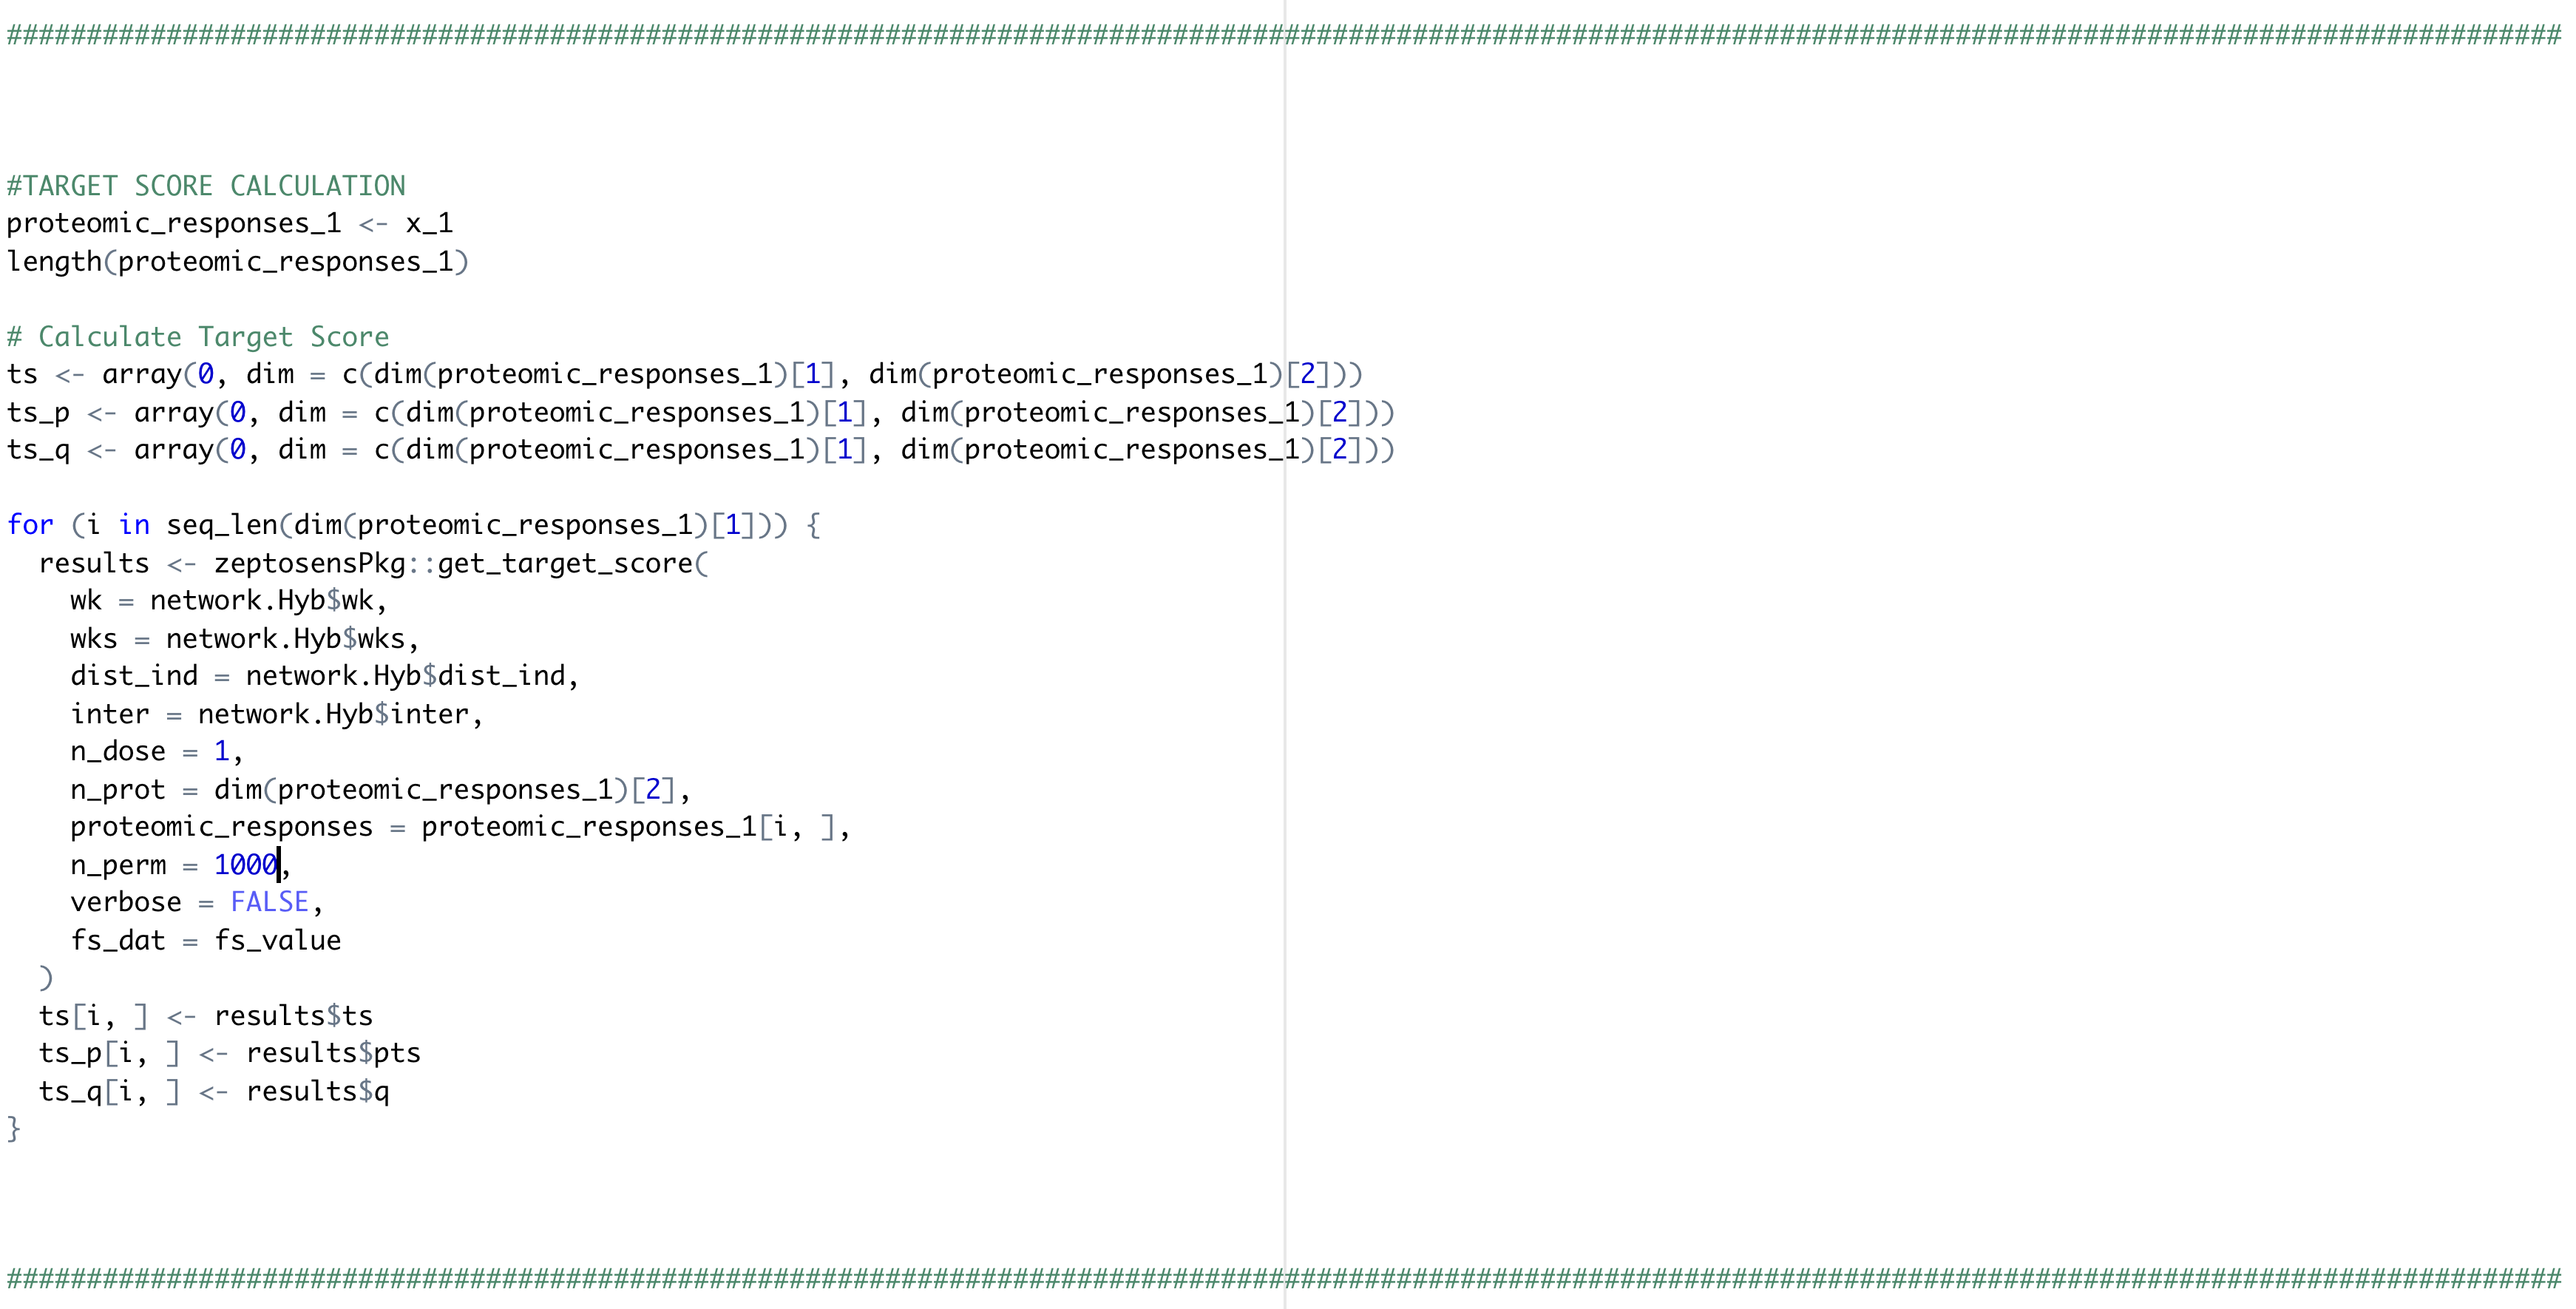 ################################################################################################################################################################
#TARGET SCORE CALCULATION
proteomic_responses_1 <- x_1
length(proteomic_responses_1)
# Calculate Target Score
ts <- array(0, dim = c(dim(proteomic_responses_1)[1], dim(proteomic_responses_1)[2]))
ts_p <- array(0, dim = c(dim(proteomic_responses_1)[1], dim(proteomic_responses_1)[2]))
ts_q <- array(0, dim = c(dim(proteomic_responses_1)[1], dim(proteomic_responses_1)[2]))
for (i in seq_len(dim(proteomic_responses_1)[1])) {
  results <- zeptosensPkg::get_target_score(
    wk = network.Hyb$wk,
    wks = network.Hyb$wks,
    dist_ind = network.Hyb$dist_ind,
    inter = network.Hyb$inter,
    n_dose = 1,
    n_prot = dim(proteomic_responses_1)[2],
    proteomic_responses = proteomic_responses_1[i, ],
    n_perm = 1000,
    verbose = FALSE,
    fs_dat = fs_value
  )
  ts[i, ] <- results$ts
  ts_p[i, ] <- results$pts
  ts_q[i, ] <- results$q
}
################################################################################################################################################################